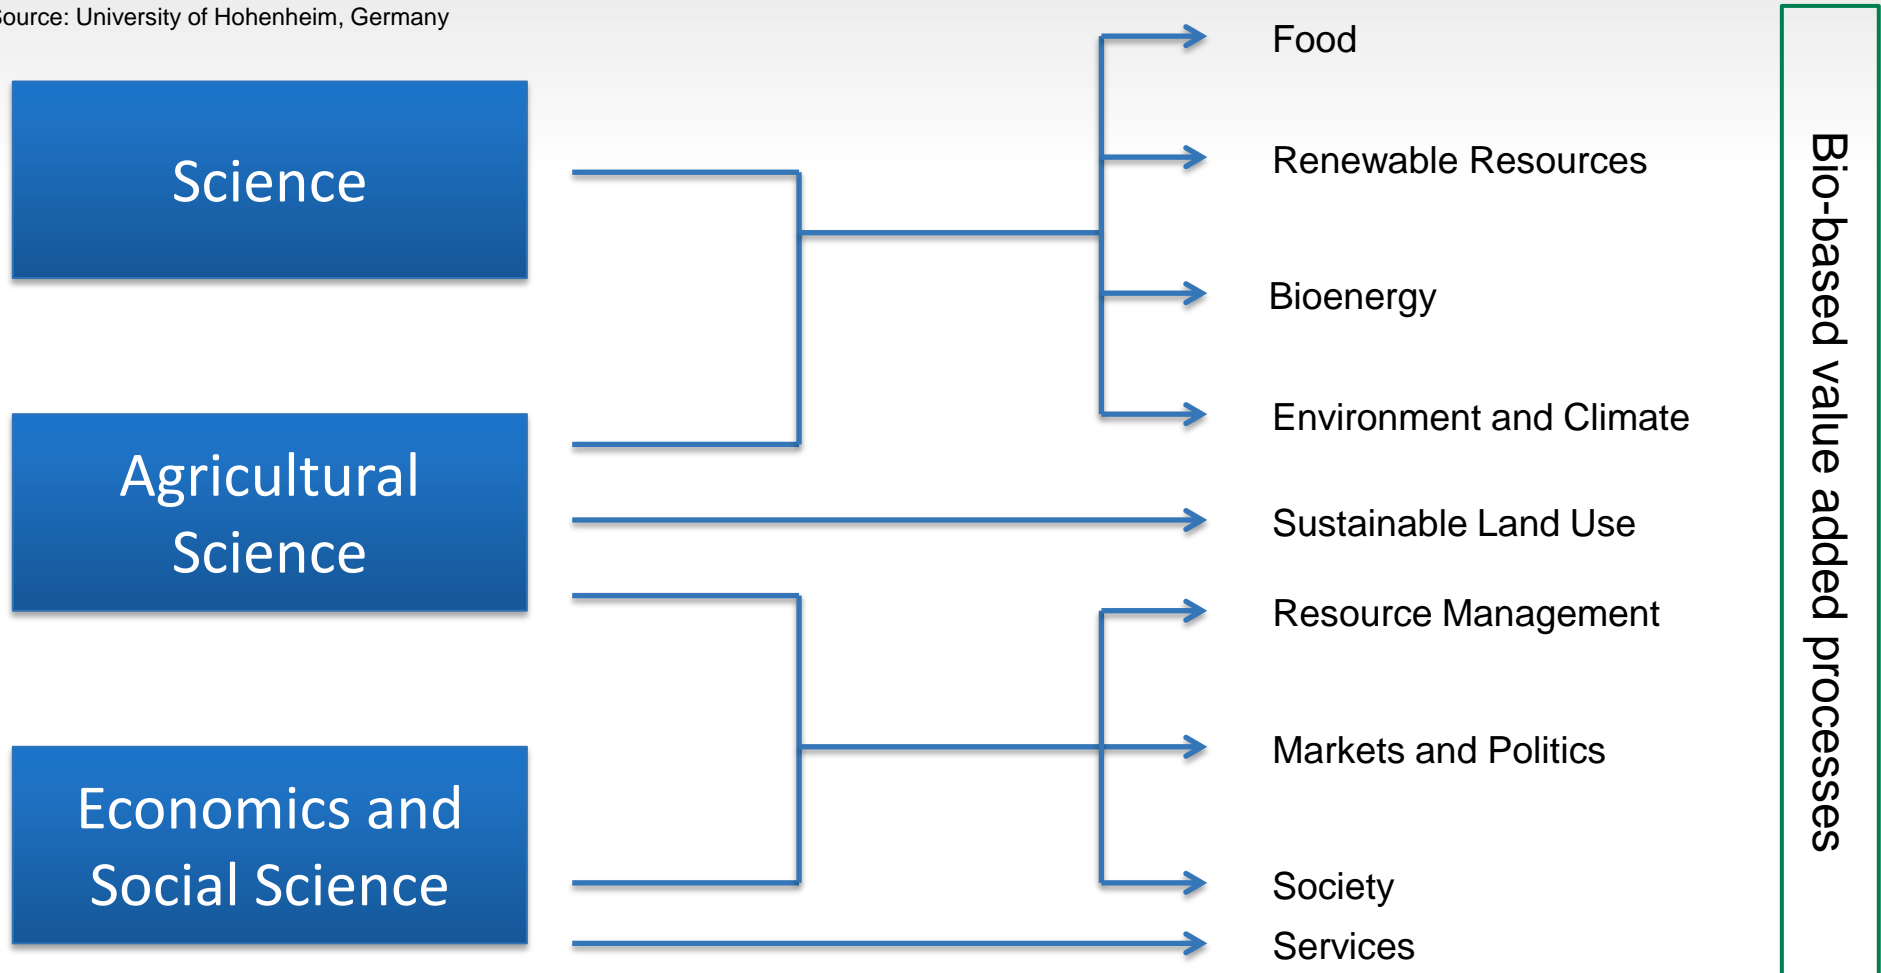 Source: University of Hohenheim, Germany
Science
Agricultural
Science
Economics and
Social Science
Food
Renewable Resources
Bioenergy
Environment and Climate
Sustainable Land Use
Resource Management
Markets and Politics
Society
Services
Bio-based value added processes